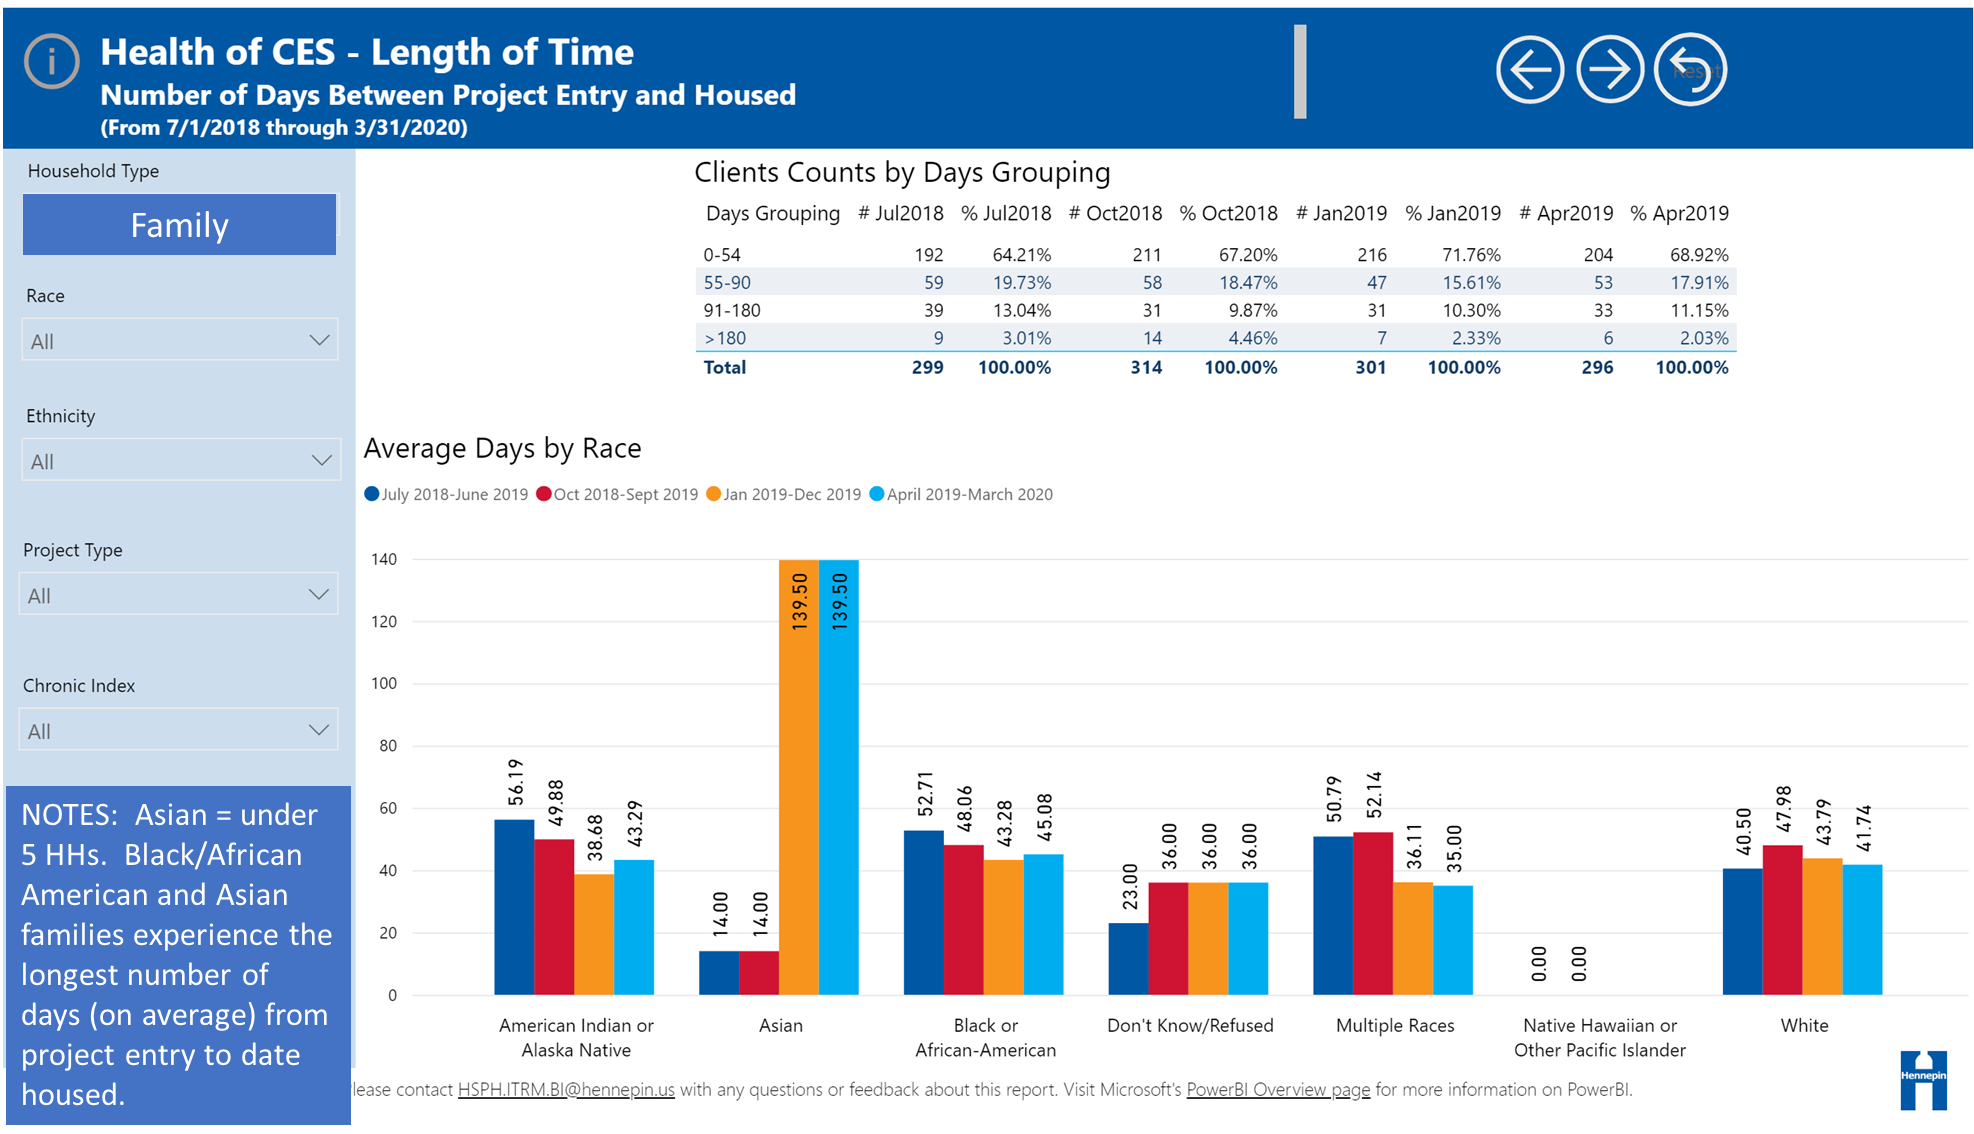 Health of CES - Length of Time
Number of Days Between Project Entry and Housed
(From 7/1/2018 through 3/31/2020)
Reset
Household Type
Family
Race
All
Ethnicity
All
Project Type
All
Chronic Index
All
NOTES: Asian = under
5 HHs. Black/African
American and Asian
families experience the
longest number of
days (on average) from
project entry to date
housed.
Clients Counts by Days Grouping
Days Grouping # Jul2018 % Jul2018 # Oct2018 % Oct2018 # Jan2019 % Jan2019 # Apr2019 % Apr2019
0-54 192 64.21% 211 67.20% 216 71.76% 204 68.92%
55-90 59 19.73% 58 18.47% 47 15.61% 53 17.91%
91-180 39 13.04% 31 9.87% 31 10.30% 33 11.15%
>180 9 3.01% 14 4.46% 7 2.33% 6 2.03%
Total 299 100.00% 314 100.00% 301 100.00% 296 100.00%
Average Days by Race
July 2018-June 2019 Oct 2018-Sept 2019 Jan 2019-Dec 2019 April 2019-March 2020
140
120
100
80
60
40
20
0
56.19 49.88 38.68 43.29
14.00 14.00 139.50 139.50
52.71 48.06 43.28 45.08
23.00 36.00 36.00 36.00
50.79 52.14 36.11 35.00
0.00 0.00
40.50 47.98 43.79 41.74
American Indian or
Alaska Native
Asian
Black or
African-American
Don't Know/Refused
Multiple Races
Native Hawaiian or
Other Pacific Islander
White
lease contact HSPH.ITRM.BI@hennepin.us with any questions or feedback about this report. Visit Microsoft's PowerBI Overview page for more information on PowerBI.
Hennepin